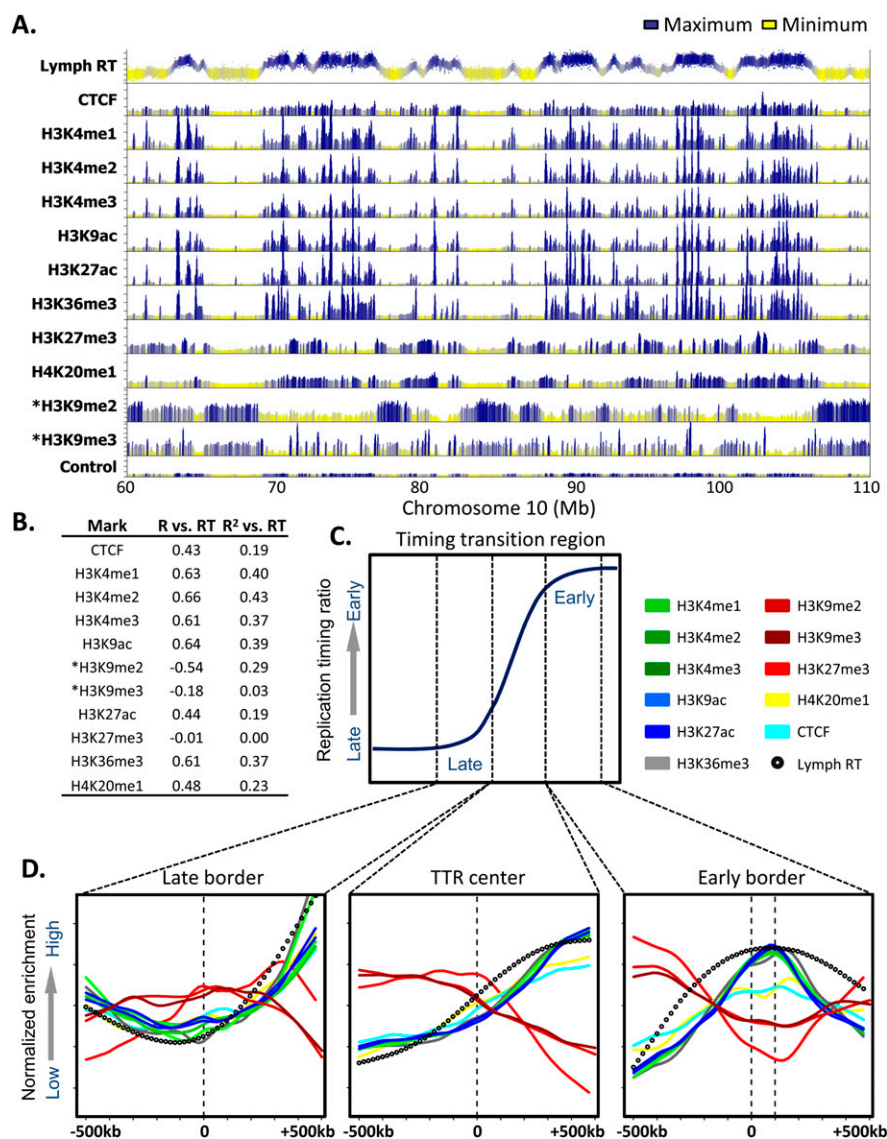 A.
Maximum Minimum
Lymph RT
CTCF
H3K4me1
H3K4me2
H3K4me3
H3K9ac
H3K27ac
H3K36me3
H3K27me3
H4K20me1
*H3K9me2
*H3K9me3
Control
60 70 80 90 100 110
Chromosome 10 (Mb)
B.
Mark R vs. RT R² vs. RT
CTCF 0.43 0.19
H3K4me1 0.63 0.40
H3K4me2 0.66 0.43
H3K4me3 0.61 0.37
H3K9ac 0.64 0.39
*H3K9me2 -0.54 0.29
*H3K9me3 -0.18 0.03
H3K27ac 0.44 0.19
H3K27me3 -0.01 0.00
H3K36me3 0.61 0.37
H4K20me1 0.48 0.23
C.
Timing transition region
Replication timing ratio
Late Early
Early
Late
H3K4me1 H3K9me2
H3K4me2 H3K9me3
H3K4me3 H3K27me3
H3K9ac H4K20me1
H3K27ac CTCF
H3K36me3 Lymph RT
D.
Late border TTR center Early border
Normalized enrichment
Low High
-500kb 0 +500kb -500kb 0 +500kb -500kb 0 +500kb